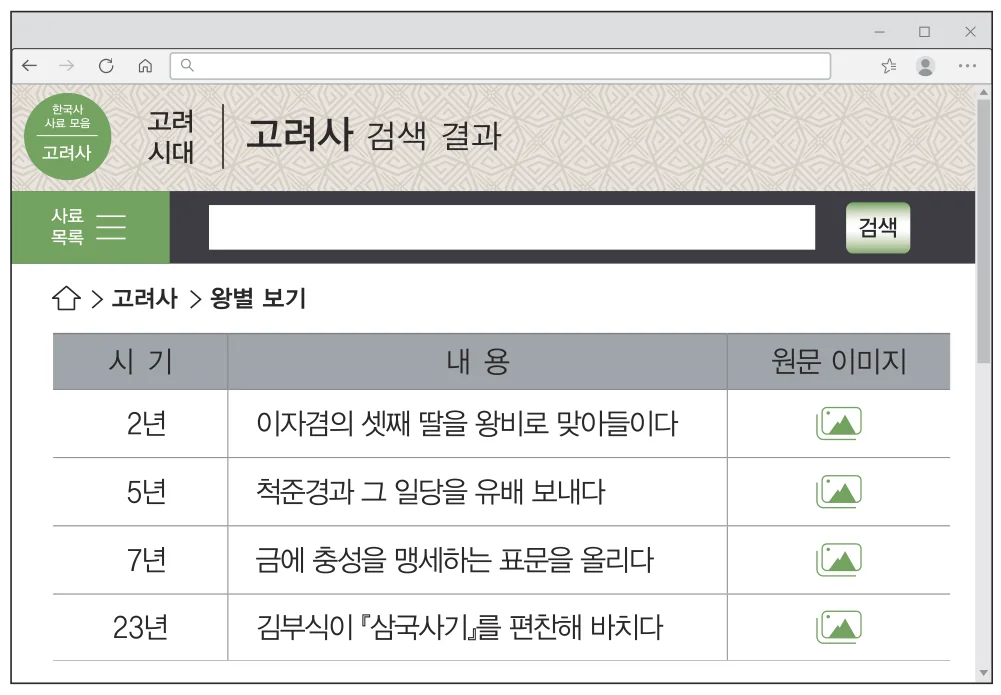 한국사
사료 모음
고려사
고려
시대
고려사 검색 결과
사료
목록
검색
> 고려사 > 왕별 보기
시 기 내 용 원문 이미지
2년 이자겸의 셋째 딸을 왕비로 맞아들이다
5년 척준경과 그 일당을 유배 보내다
7년 금에 충성을 맹세하는 표문을 올리다
23년 김부식이 『삼국사기』를 편찬해 바치다